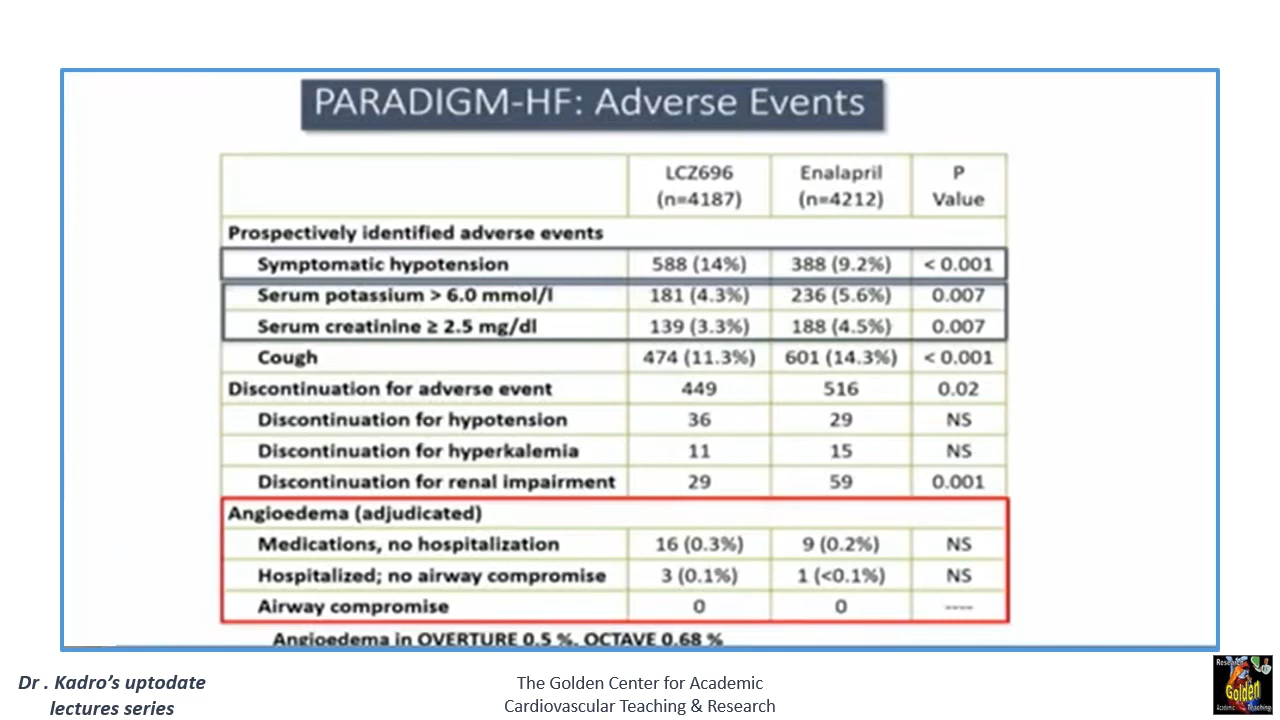 PARADIGM-HF: Adverse Events
LCZ696 (n=4187) Enalapril (n=4212) P Value
Prospectively identified adverse events
Symptomatic hypotension 588 (14%) 388 (9.2%) < 0.001
Serum potassium > 6.0 mmol/l 181 (4.3%) 236 (5.6%) 0.007
Serum creatinine ≥ 2.5 mg/dl 139 (3.3%) 188 (4.5%) 0.007
Cough 474 (11.3%) 601 (14.3%) < 0.001
Discontinuation for adverse event 449 516 0.02
Discontinuation for hypotension 36 29 NS
Discontinuation for hyperkalemia 11 15 NS
Discontinuation for renal impairment 29 59 0.001
Angioedema (adjudicated)
Medications, no hospitalization 16 (0.3%) 9 (0.2%) NS
Hospitalized; no airway compromise 3 (0.1%) 1 (<0.1%) NS
Airway compromise 0 0 ----
Angioedema in OVERTURE 0.5 %, OCTAVE 0.68 %
Dr . Kadro's uptodate
lectures series
The Golden Center for Academic
Cardiovascular Teaching & Research
Research
Golden
Academic Teaching